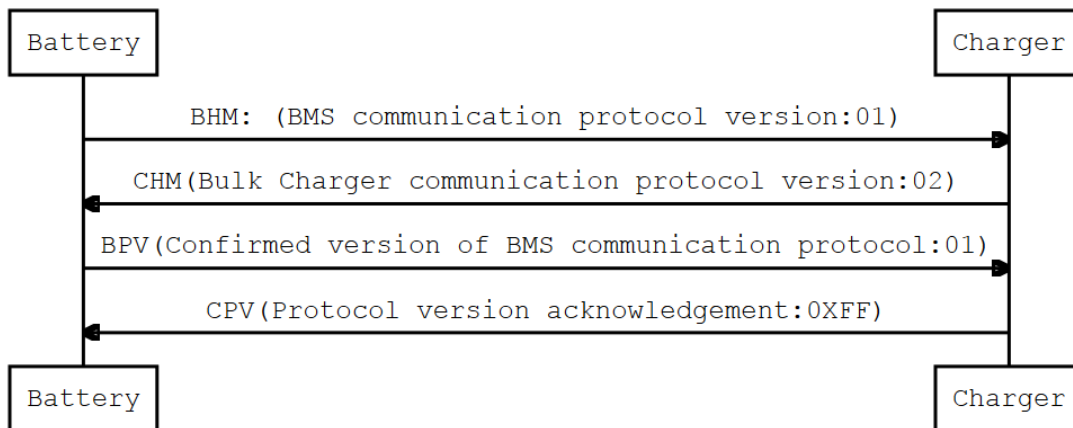 Battery
Charger
BHM: (BMS communication protocol version:01)
CHM(Bulk Charger communication protocol version:02)
BPV(Confirmed version of BMS communication protocol:01)
CPV(Protocol version acknowledgement:0XFF)
Battery
Charger